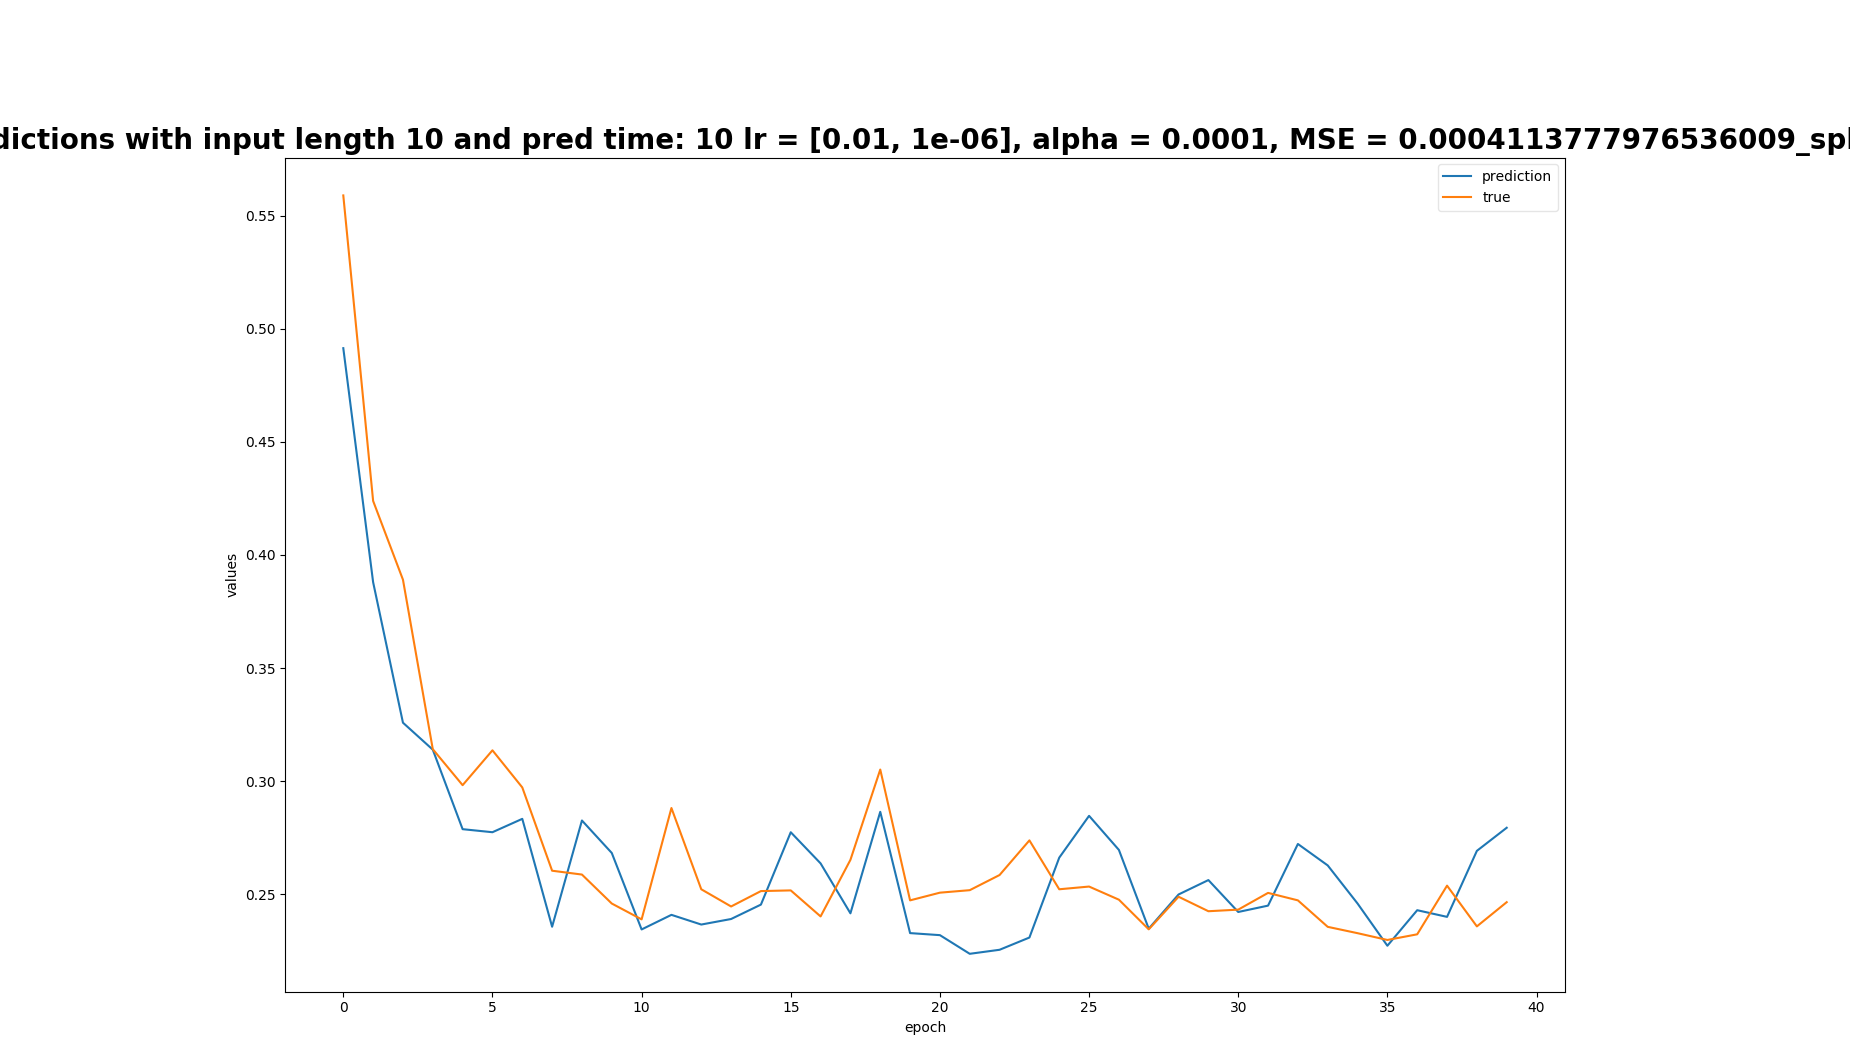 dictions with input length 10 and pred time: 10 lr = [0.01, 1e-06], alpha = 0.0001, MSE = 0.0004113777976536009_spl
prediction
true
0.55
0.50
0.45
0.40
0.35
0.30
0.25
values
0 5 10 15 20 25 30 35 40
epoch